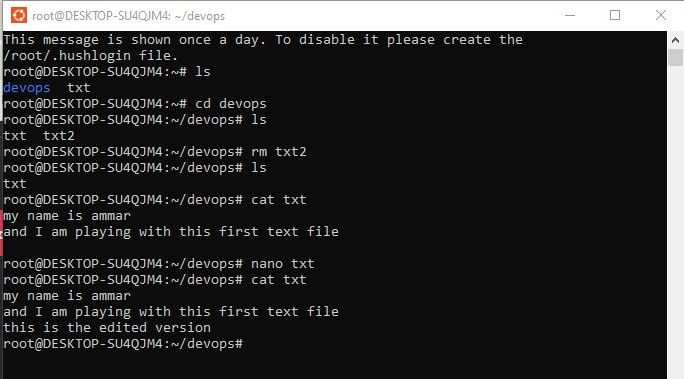 root@DESKTOP-SU4QJM4: ~/devops
This message is shown once a day. To disable it please create the
/root/.hushlogin file.
root@DESKTOP-SU4QJM4:~# ls
devops  txt
root@DESKTOP-SU4QJM4:~# cd devops
root@DESKTOP-SU4QJM4:~/devops# ls
txt  txt2
root@DESKTOP-SU4QJM4:~/devops# rm txt2
root@DESKTOP-SU4QJM4:~/devops# ls
txt
root@DESKTOP-SU4QJM4:~/devops# cat txt
my name is ammar
and I am playing with this first text file
root@DESKTOP-SU4QJM4:~/devops# nano txt
root@DESKTOP-SU4QJM4:~/devops# cat txt
my name is ammar
and I am playing with this first text file
this is the edited version
root@DESKTOP-SU4QJM4:~/devops#